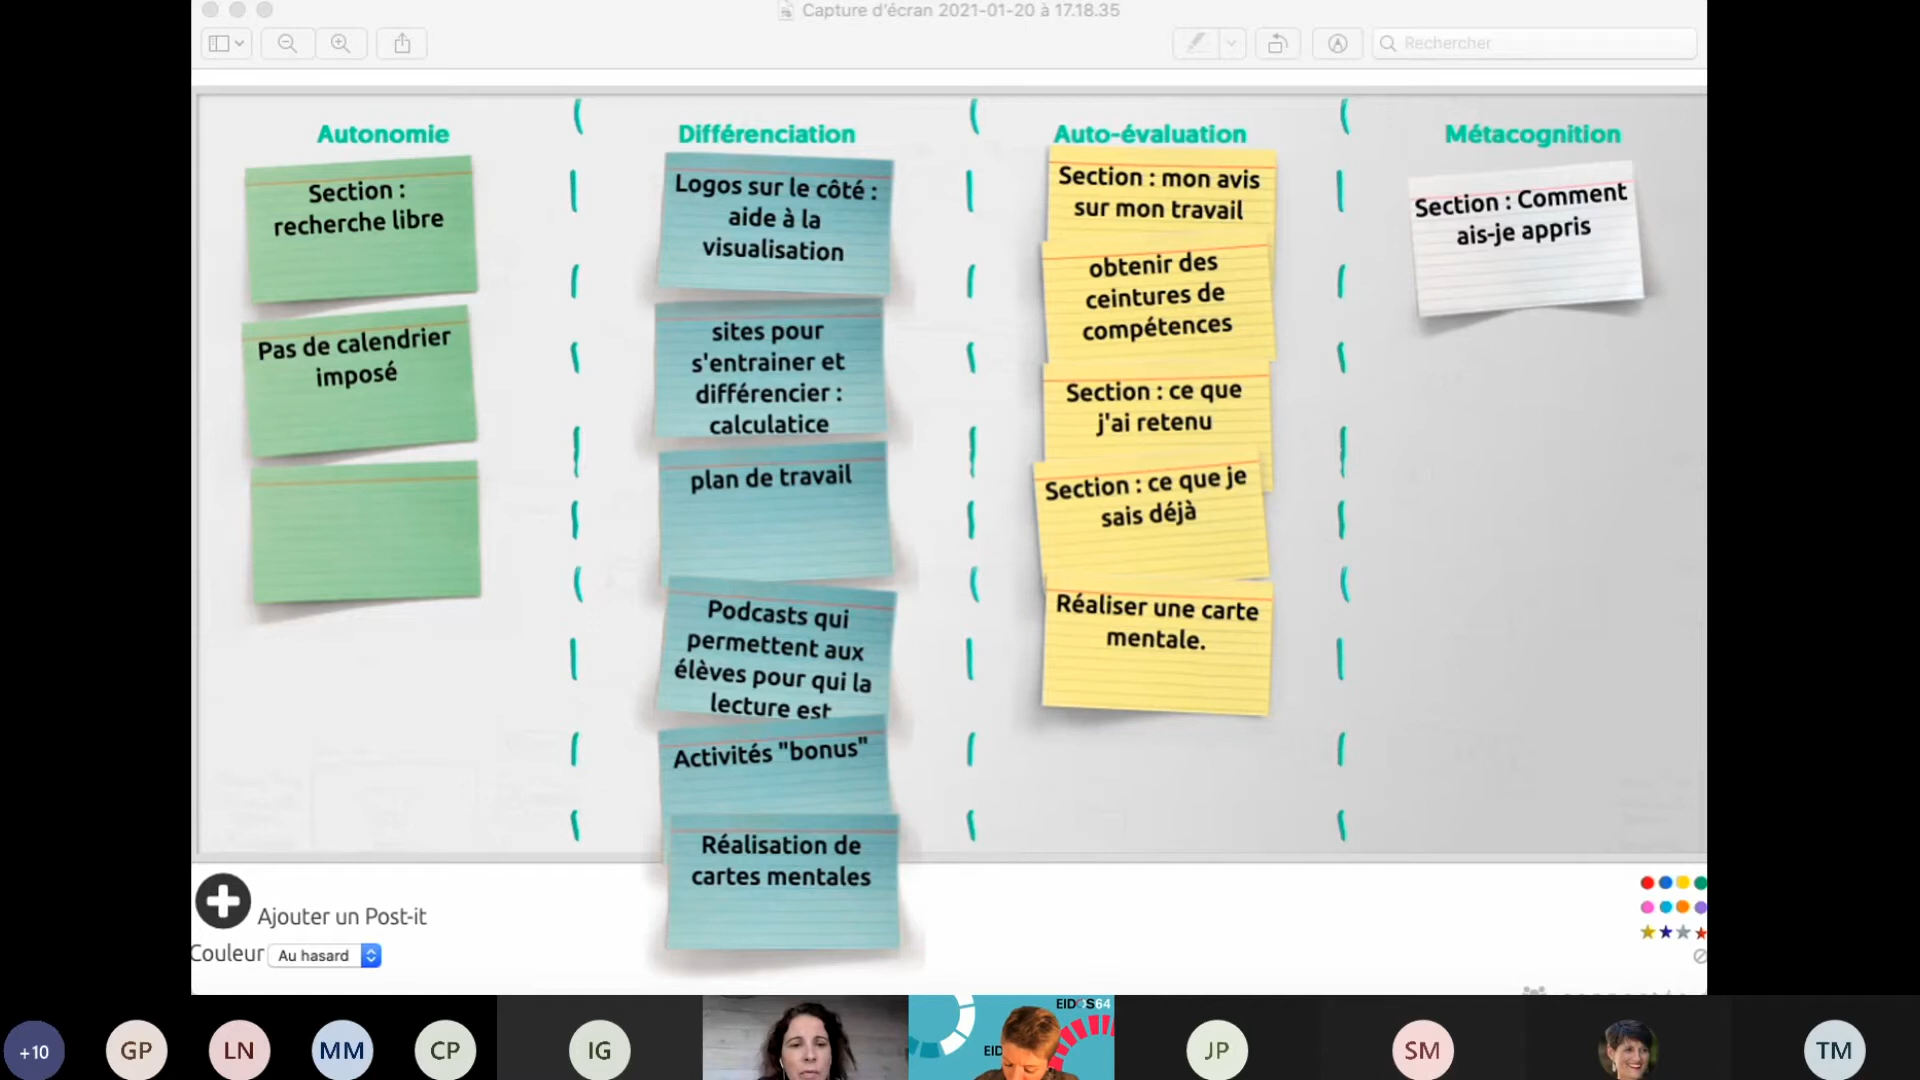 Capture d'écran 2021-01-20 à 17.18.35
Rechercher
Autonomie
Section :
recherche libre
Pas de calendrier
imposé
Différenciation
Logos sur le côté :
aide à la
visualisation
sites pour
s'entrainer et
différencier :
calculatice
plan de travail
Podcasts qui
permettent aux
élèves pour qui la
lecture est
Activités "bonus"
Réalisation de
cartes mentales
Auto-évaluation
Section : mon avis
sur mon travail
obtenir des
ceintures de
compétences
Section : ce que
j'ai retenu
Section : ce que je
sais déjà
Réaliser une carte
mentale.
Métacognition
Section : Comment
ais-je appris
Ajouter un Post-it
Couleur
Au hasard
+10
GP
LN
MM
CP
IG
EIDOS64
EID
JP
SM
TM